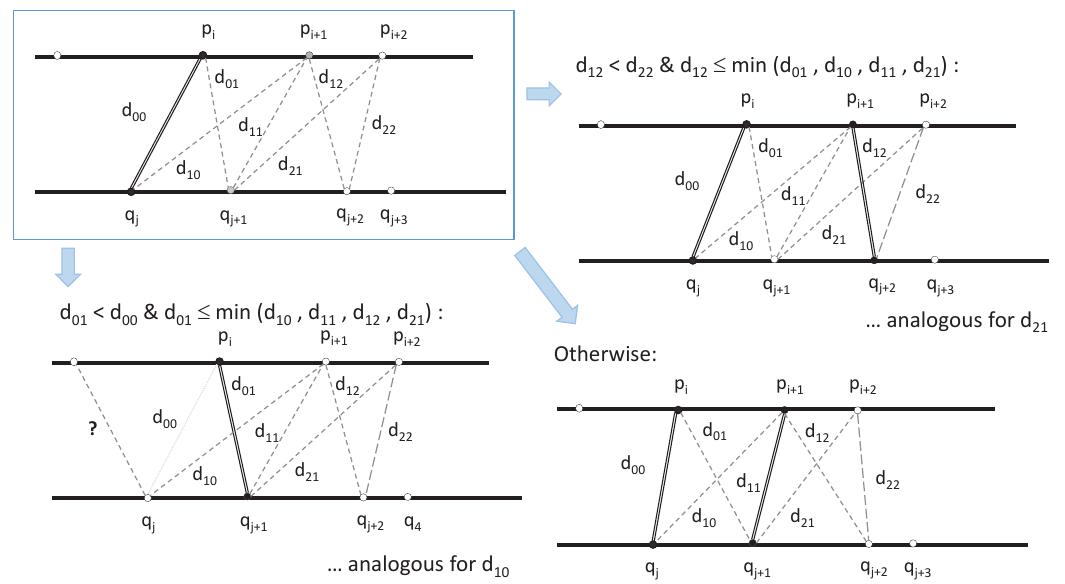 p_i p_{i+1} p_{i+2}
d_{01} d_{12}
d_{00} d_{11} d_{22}
d_{10} d_{21}
q_j q_{j+1} q_{j+2} q_{j+3}
d_{12} < d_{22} & d_{12} ≤ min (d_{01} , d_{10} , d_{11} , d_{21}) :
p_i p_{i+1} p_{i+2}
d_{01} d_{12}
d_{00} d_{11} d_{22}
d_{10} d_{21}
q_j q_{j+1} q_{j+2} q_{j+3}
... analogous for d_{21}
d_{01} < d_{00} & d_{01} ≤ min (d_{10} , d_{11} , d_{12} , d_{21}) :
p_i p_{i+1} p_{i+2}
d_{01} d_{12}
? d_{00} d_{11} d_{22}
d_{10} d_{21}
q_j q_{j+1} q_{j+2} q_4
... analogous for d_{10}
Otherwise:
p_i p_{i+1} p_{i+2}
d_{01} d_{12}
d_{00} d_{11} d_{22}
d_{10} d_{21}
q_j q_{j+1} q_{j+2} q_{j+3}